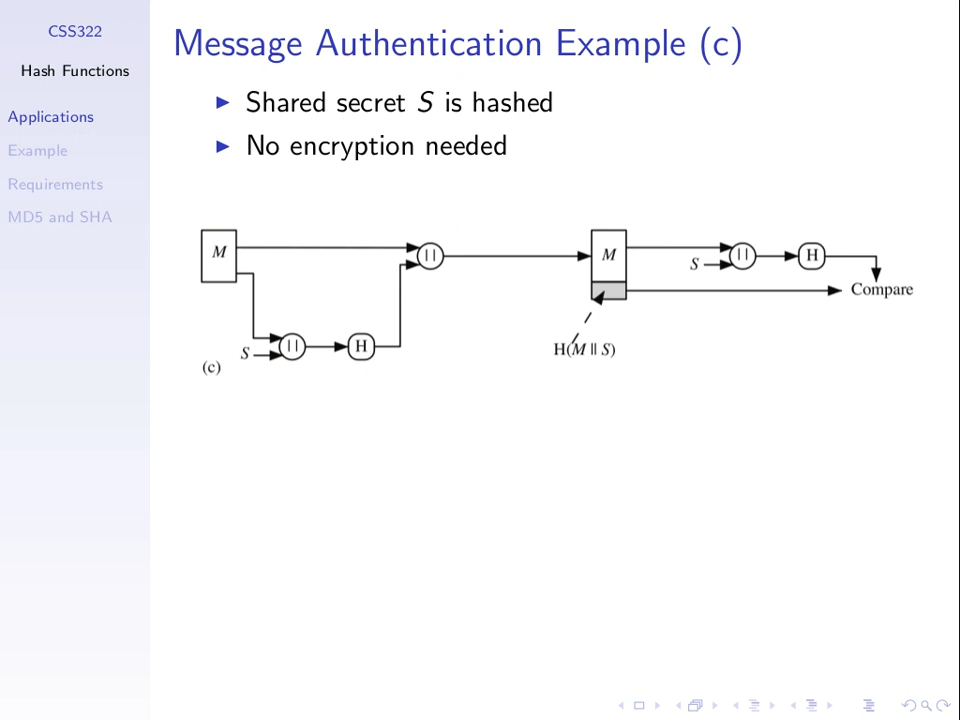 CSS322
Hash Functions
Applications
Example
Requirements
MD5 and SHA
Message Authentication Example (c)
Shared secret S is hashed
No encryption needed
M
||
S
||
H
(c)
M
H(M || S)
S
||
H
Compare